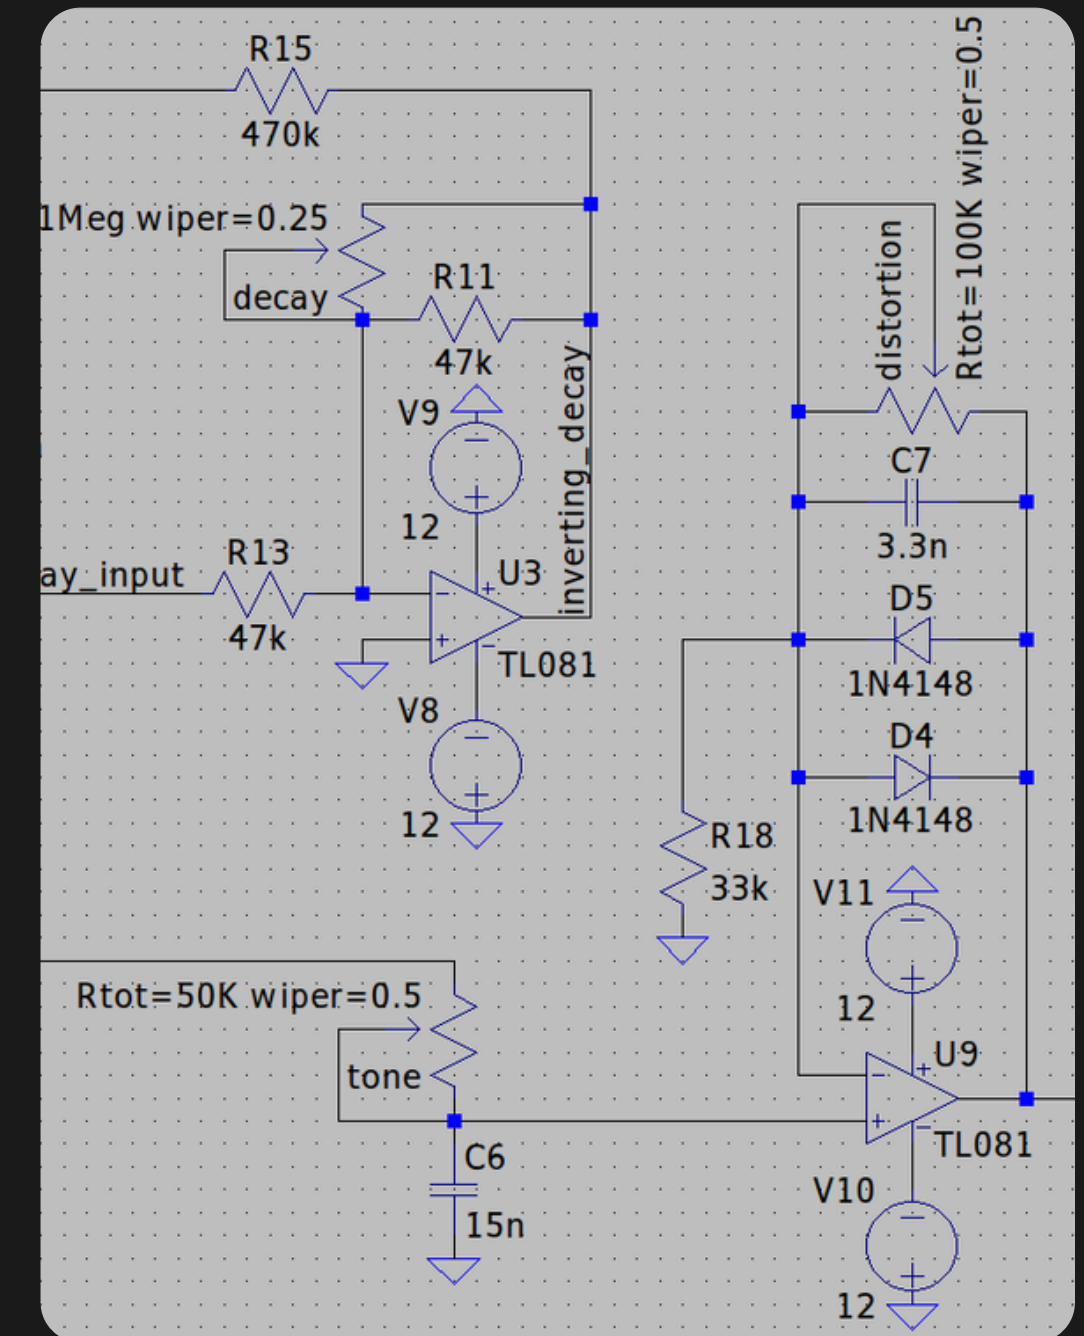 R15
470k
1Meg wiper=0.25
decay
R11
47k
V9
12
R13
ay_input
47k
U3
TL081
inverting_decay
V8
12
distortion
Rtot=100K wiper=0.5
C7
3.3n
D5
1N4148
D4
1N4148
R18
33k
V11
12
Rtot=50K wiper=0.5
tone
U9
TL081
C6
15n
V10
12